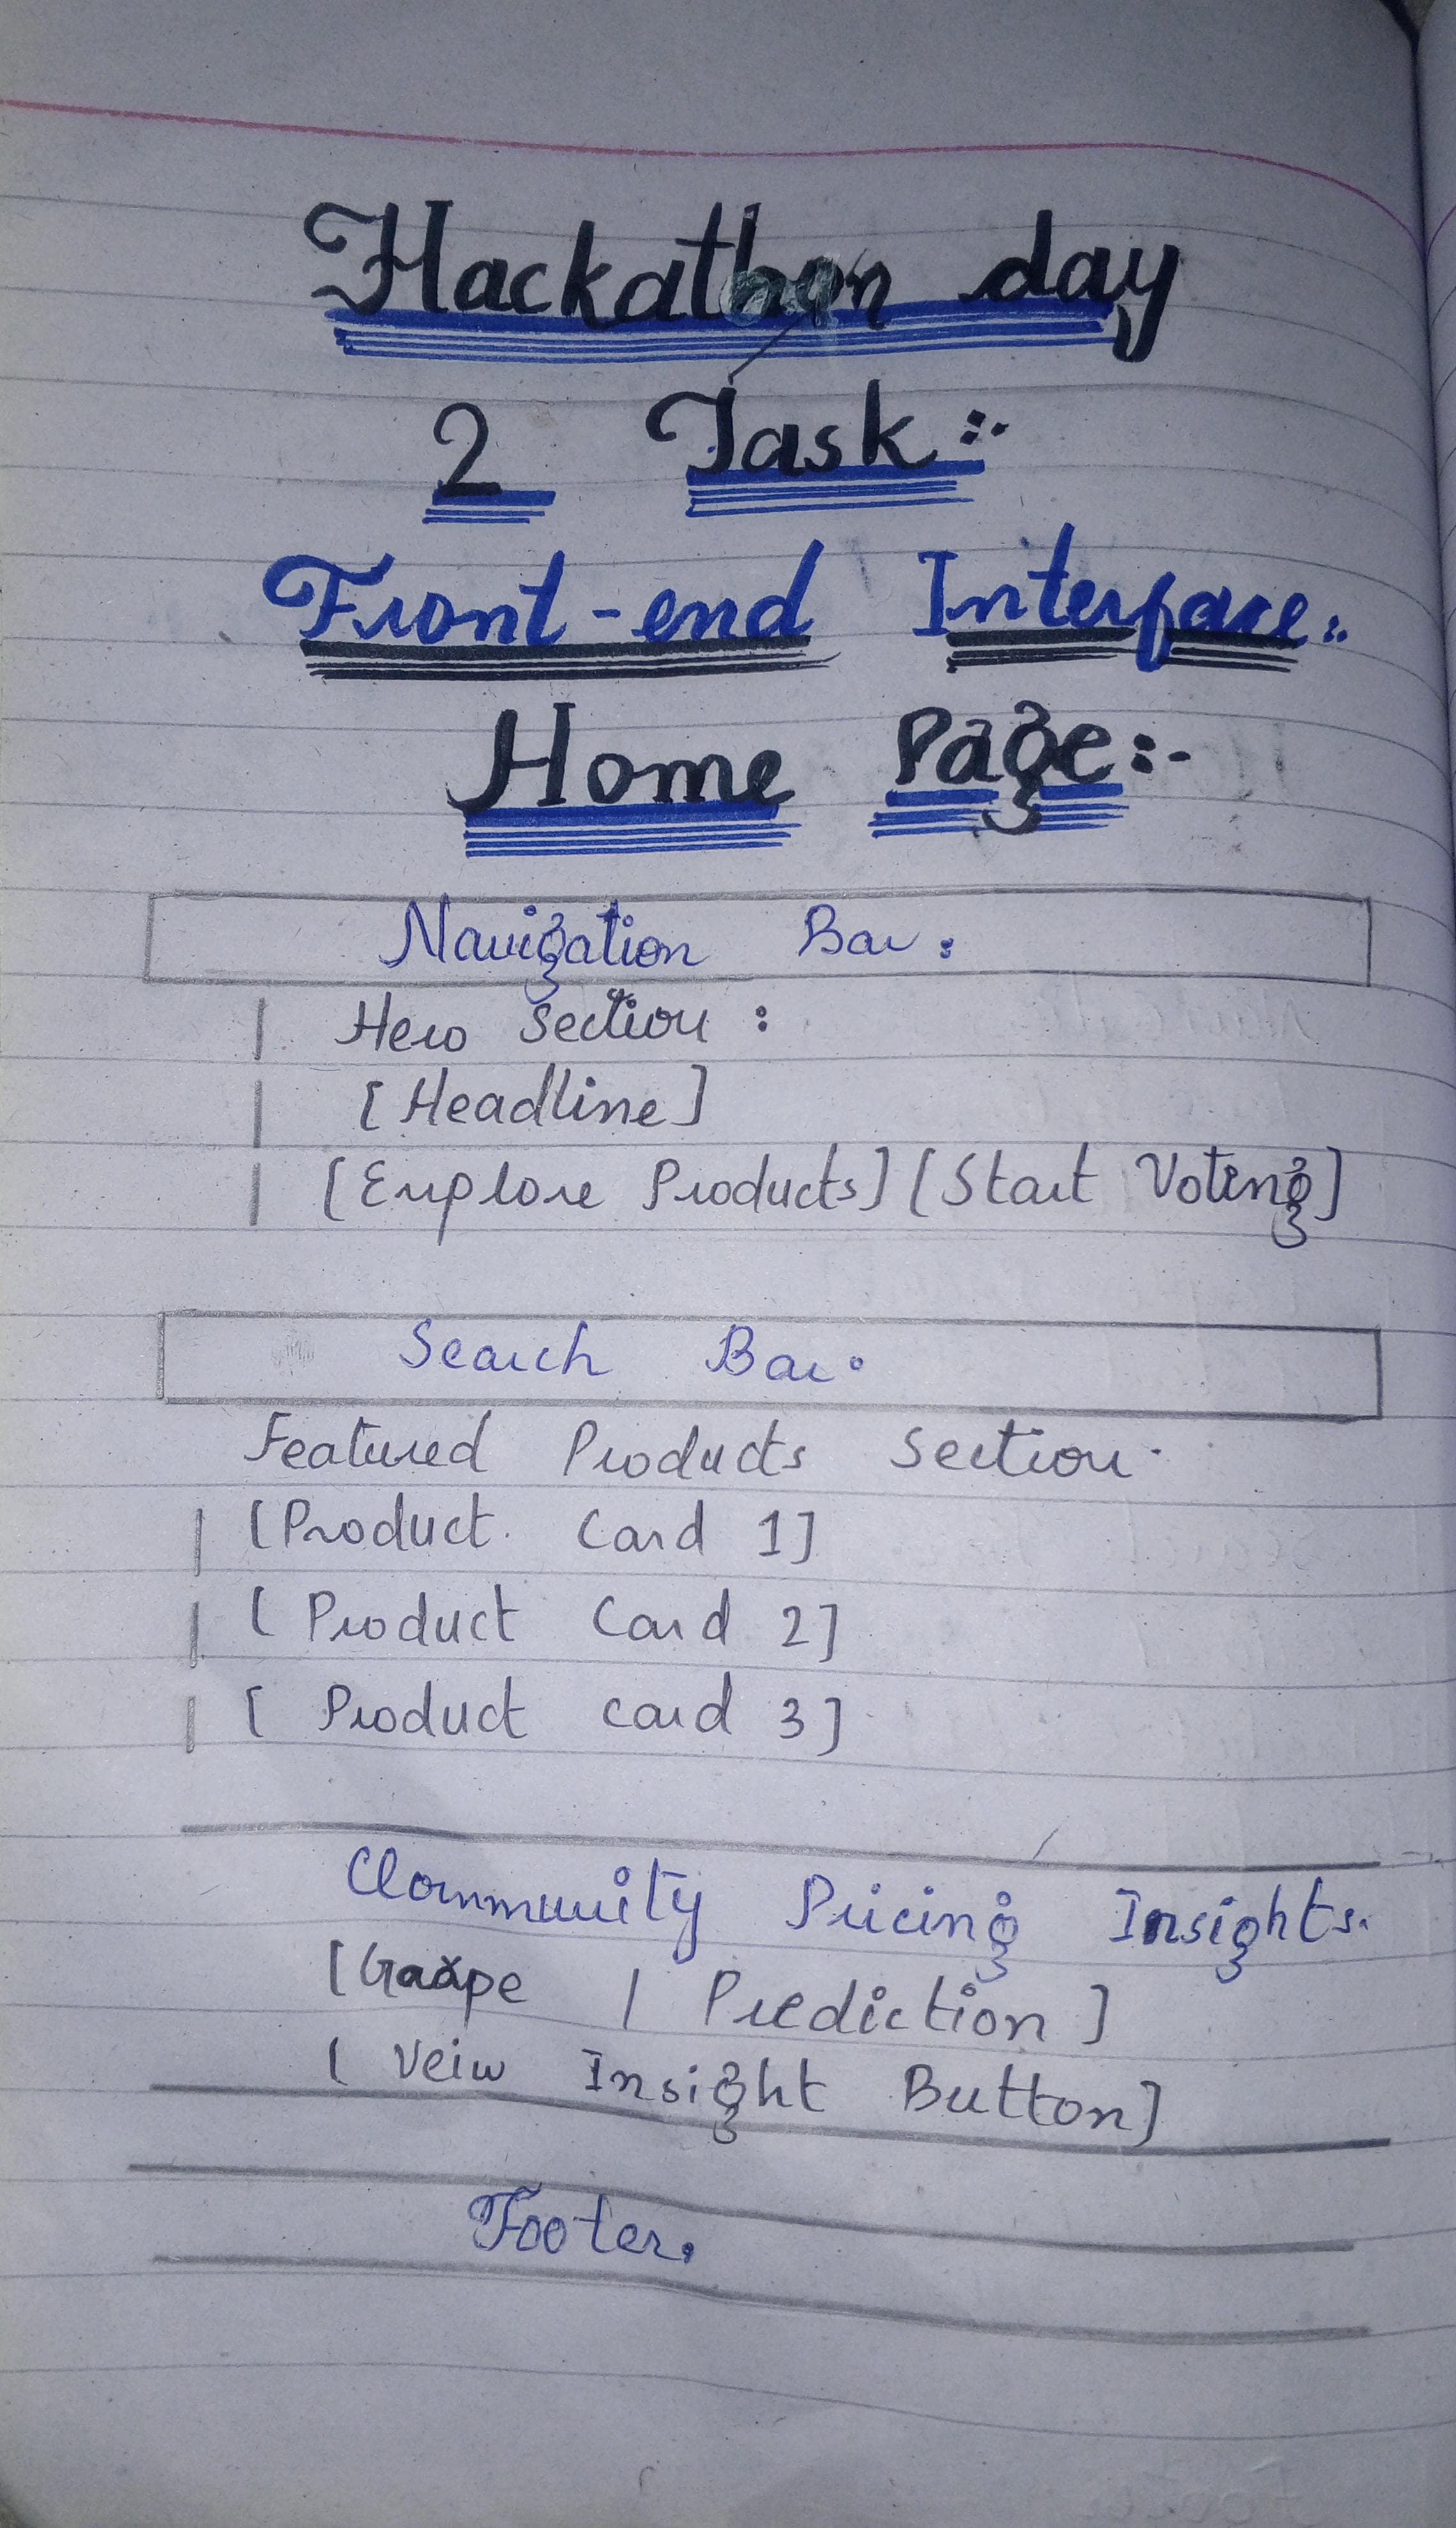 Hackathon day
2 Task :-
Front-end Interface :-
Home Page :-
Navigation Bar :
| Hero Section :
| [Headline]
| [Explore Products] [Start Voting]
Search Bar .
Featured Products Section .
| [Product Card 1]
| [Product Card 2]
| [Product Card 3]
Community Pricing Insights .
[ | Prediction ]
[ Veiw Insight Button]
Footer .